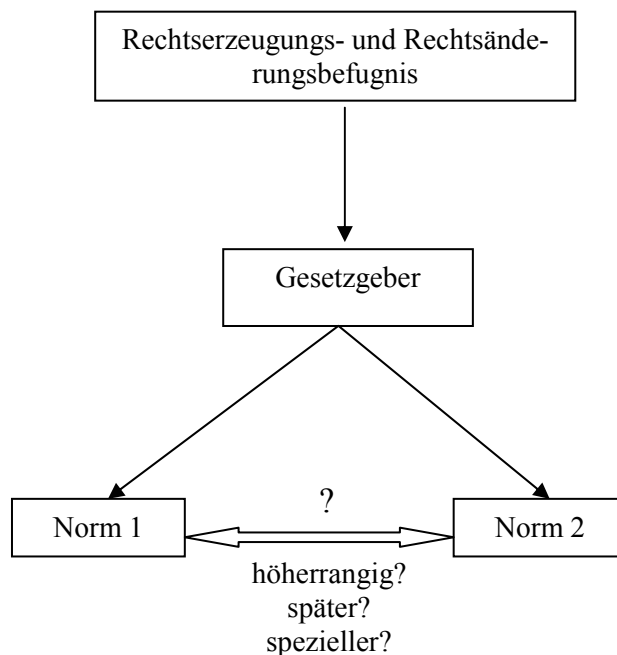 Rechtserzeugungs- und Rechtsände-
rungsbefugnis
Gesetzgeber
?
Norm 1
Norm 2
höherrangig?
später?
spezieller?